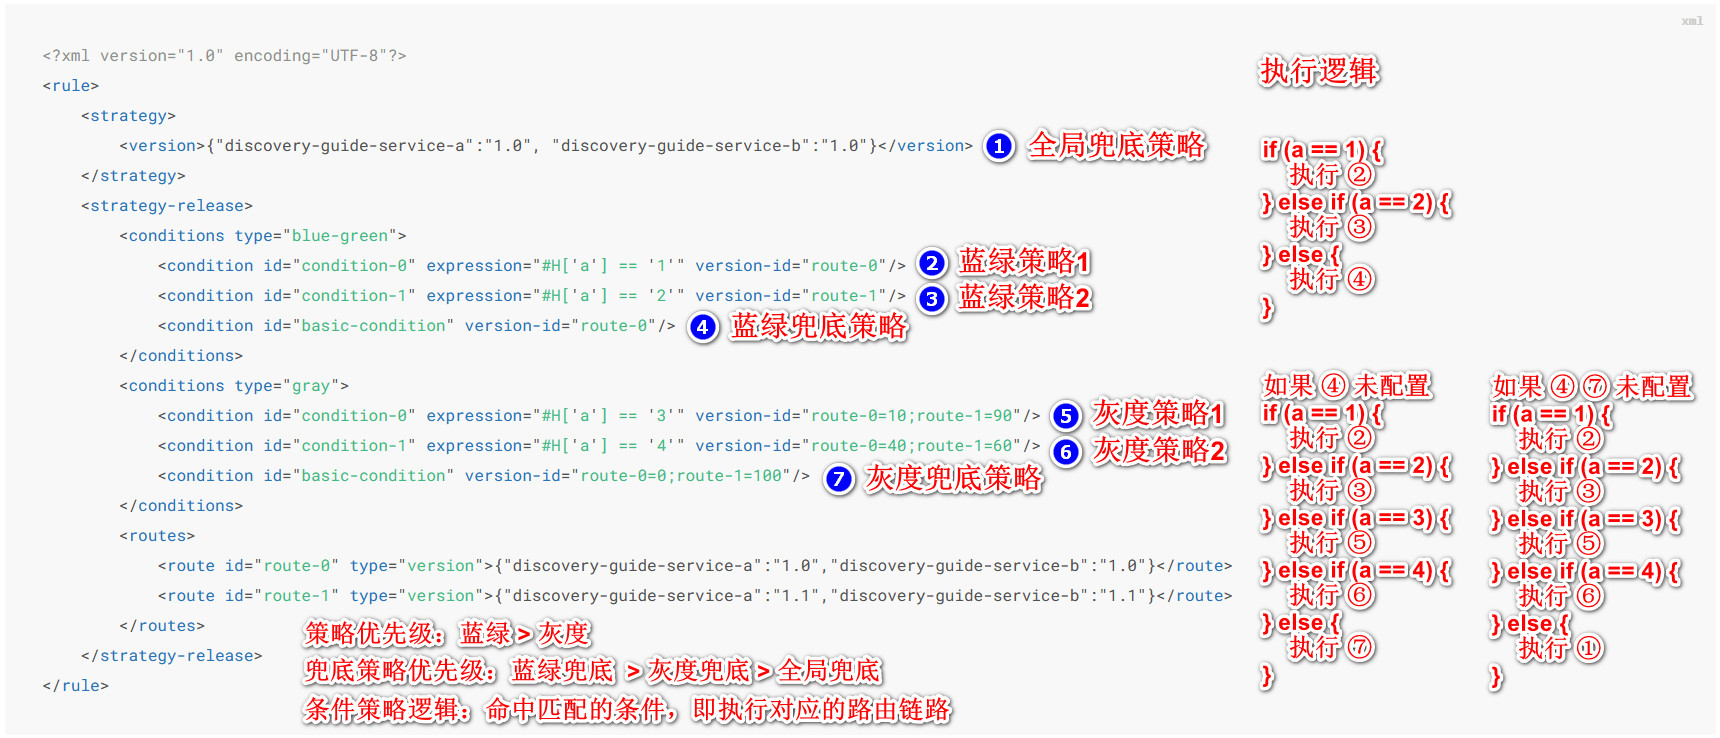 xml
<?xml version="1.0" encoding="UTF-8"?>
<rule>
<strategy>
<version>{"discovery-guide-service-a":"1.0", "discovery-guide-service-b":"1.0"}</version> 1 全局兜底策略
</strategy>
<strategy-release>
<conditions type="blue-green">
<condition id="condition-0" expression="#H['a'] == '1'" version-id="route-0"/> 2 蓝绿策略1
<condition id="condition-1" expression="#H['a'] == '2'" version-id="route-1"/> 3 蓝绿策略2
<condition id="basic-condition" version-id="route-0"/> 4 蓝绿兜底策略
</conditions>
<conditions type="gray">
<condition id="condition-0" expression="#H['a'] == '3'" version-id="route-0=10;route-1=90"/> 5 灰度策略1
<condition id="condition-1" expression="#H['a'] == '4'" version-id="route-0=40;route-1=60"/> 6 灰度策略2
<condition id="basic-condition" version-id="route-0=0;route-1=100"/> 7 灰度兜底策略
</conditions>
<routes>
<route id="route-0" type="version">{"discovery-guide-service-a":"1.0","discovery-guide-service-b":"1.0"}</route>
<route id="route-1" type="version">{"discovery-guide-service-a":"1.1","discovery-guide-service-b":"1.1"}</route>
</routes>
</strategy-release>
</rule>
策略优先级：蓝绿 > 灰度
兜底策略优先级：蓝绿兜底 > 灰度兜底 > 全局兜底
条件策略逻辑：命中匹配的条件，即执行对应的路由链路
执行逻辑
if (a == 1) {
执行 ②
} else if (a == 2) {
执行 ③
} else {
执行 ④
}
如果 ④ 未配置
if (a == 1) {
执行 ②
} else if (a == 2) {
执行 ③
} else if (a == 3) {
执行 ⑤
} else if (a == 4) {
执行 ⑥
} else {
执行 ⑦
}
如果 ④ ⑦ 未配置
if (a == 1) {
执行 ②
} else if (a == 2) {
执行 ③
} else if (a == 3) {
执行 ⑤
} else if (a == 4) {
执行 ⑥
} else {
执行 ①
}